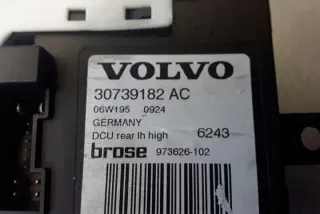 VOLVO
30739182 AC
06W195 0924
GERMANY
DCU rear lh high 6243
brose 973626-102